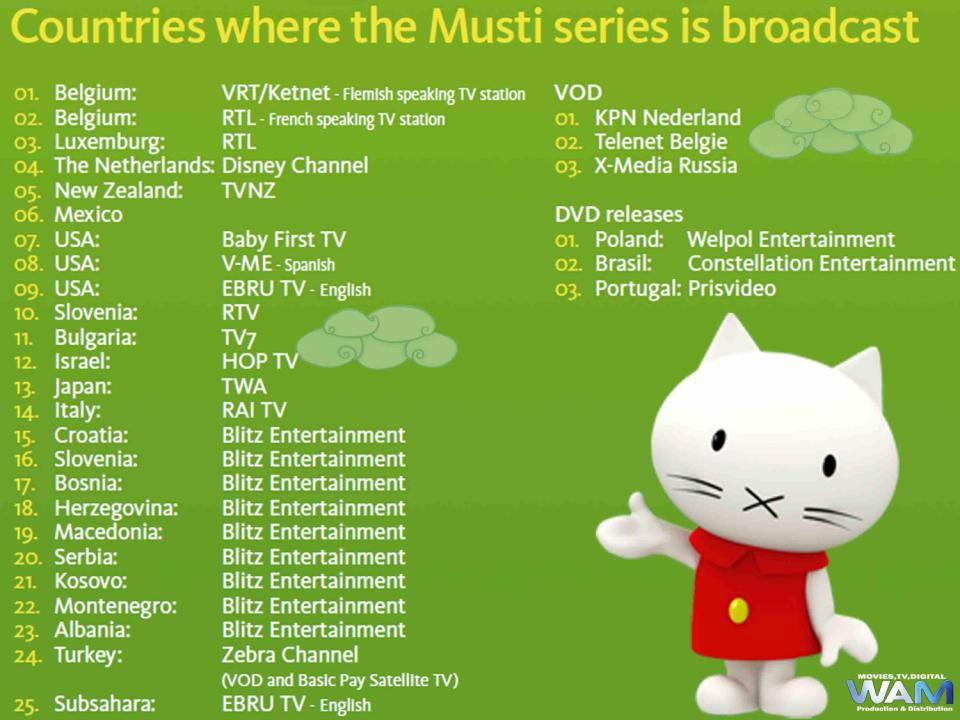 Countries where the Musti series is broadcast
01. Belgium: VRT/Ketnet - Flemish speaking TV station
02. Belgium: RTL - French speaking TV station
03. Luxemburg: RTL
04. The Netherlands: Disney Channel
05. New Zealand: TVNZ
06. Mexico
07. USA: Baby First TV
08. USA: V-ME - Spanish
09. USA: EBRU TV - English
10. Slovenia: RTV
11. Bulgaria: TV7
12. Israel: HOP TV
13. Japan: TWA
14. Italy: RAI TV
15. Croatia: Blitz Entertainment
16. Slovenia: Blitz Entertainment
17. Bosnia: Blitz Entertainment
18. Herzegovina: Blitz Entertainment
19. Macedonia: Blitz Entertainment
20. Serbia: Blitz Entertainment
21. Kosovo: Blitz Entertainment
22. Montenegro: Blitz Entertainment
23. Albania: Blitz Entertainment
24. Turkey: Zebra Channel
(VOD and Basic Pay Satellite TV)
25. Subsahara: EBRU TV - English
VOD
01. KPN Nederland
02. Telenet Belgie
03. X-Media Russia
DVD releases
01. Poland: Welpol Entertainment
02. Brasil: Constellation Entertainment
03. Portugal: Prisvideo
MOVIES,TV,DIGITAL
WAM
Production & Distribution